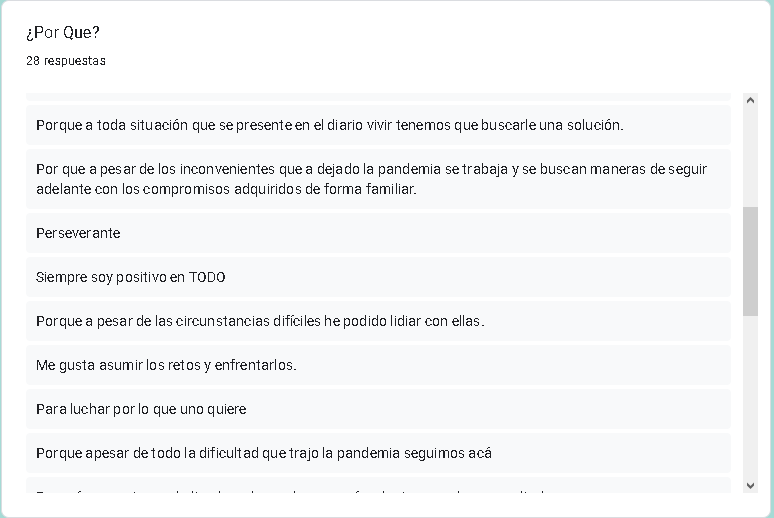 ¿Por Que?
28 respuestas
Porque a toda situación que se presente en el diario vivir tenemos que buscarle una solución.
Por que a pesar de los inconvenientes que a dejado la pandemia se trabaja y se buscan maneras de seguir
adelante con los compromisos adquiridos de forma familiar.
Perseverante
Siempre soy positivo en TODO
Porque a pesar de las circunstancias difíciles he podido lidiar con ellas.
Me gusta asumir los retos y enfrentarlos.
Para luchar por lo que uno quiere
Porque apesar de todo la dificultad que trajo la pandemia seguimos acá